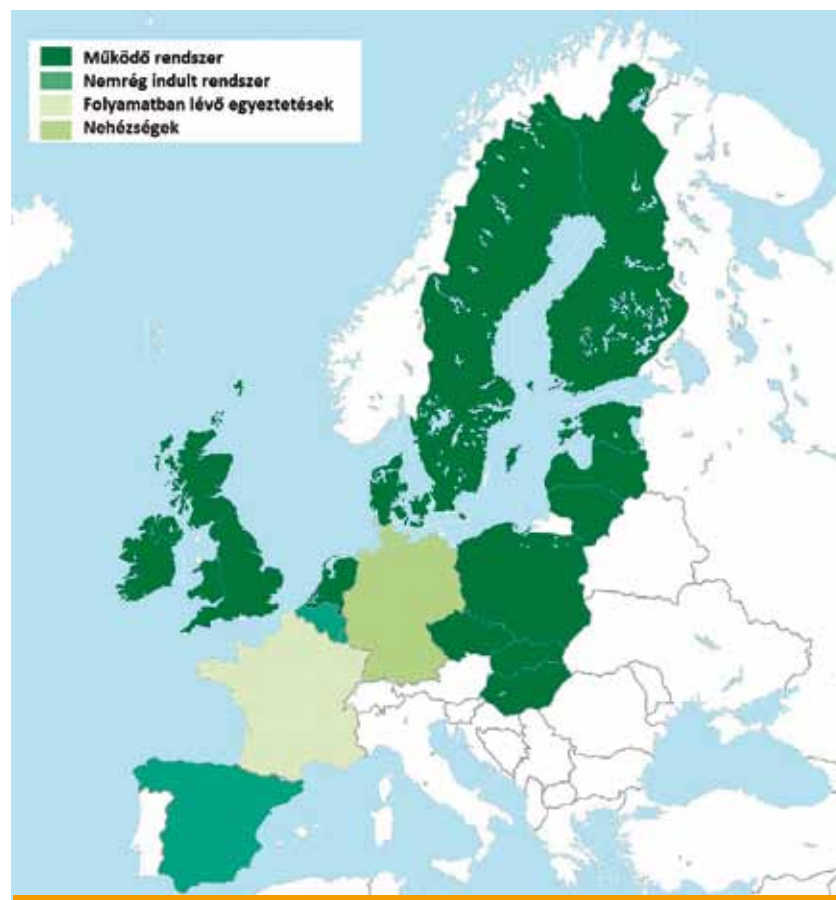 Működő rendszer
Nemrég indult rendszer
Folyamatban lévő egyeztetések
Nehézségek